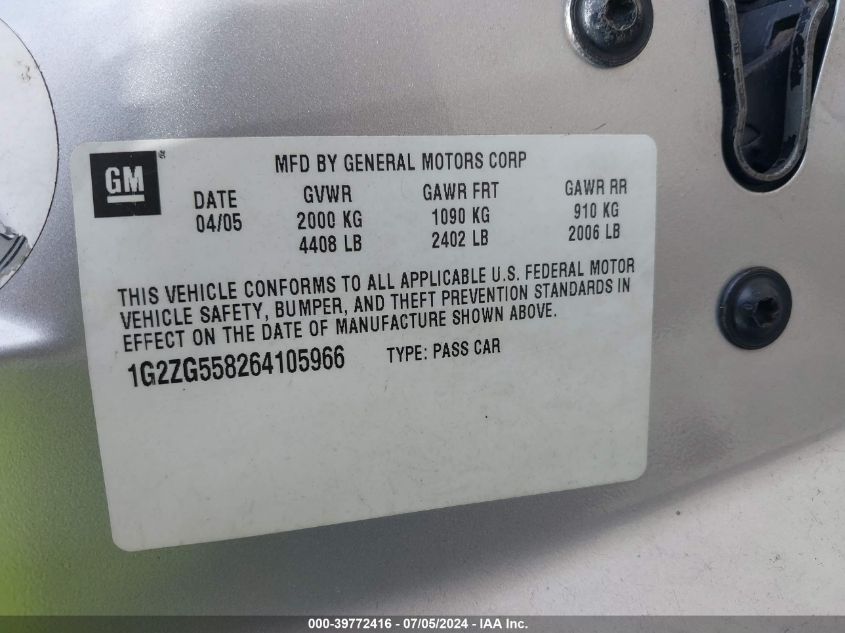 GM
MFD BY GENERAL MOTORS CORP
DATE GVWR GAWR FRT GAWR RR
04/05 2000 KG 1090 KG 910 KG
4408 LB 2402 LB 2006 LB
THIS VEHICLE CONFORMS TO ALL APPLICABLE U.S. FEDERAL MOTOR
VEHICLE SAFETY, BUMPER, AND THEFT PREVENTION STANDARDS IN
EFFECT ON THE DATE OF MANUFACTURE SHOWN ABOVE.
1G2ZG558264105966 TYPE: PASS CAR
000-39772416 - 07/05/2024 - IAA Inc.